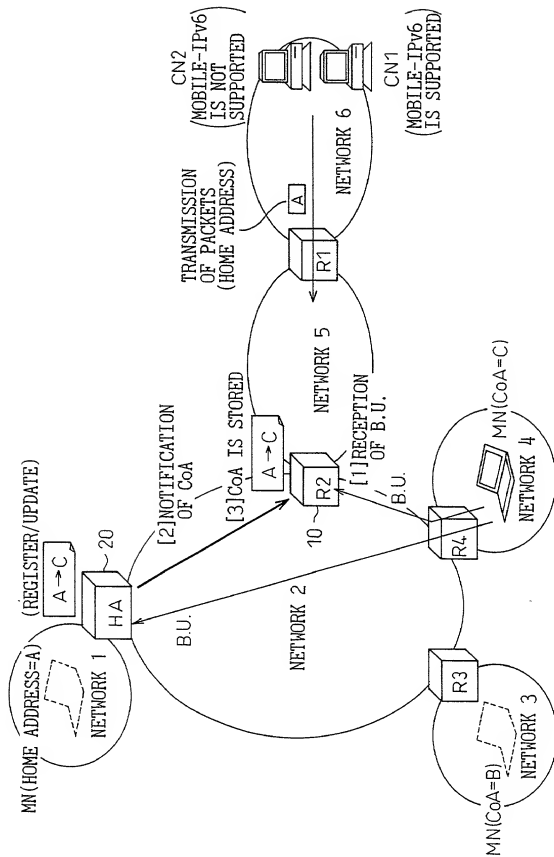 MN(HOME ADDRESS=A)
NETWORK 1
(REGISTER/UPDATE)
A→C
20
HA
B.U.
[2]NOTIFICATION
OF CoA
[3]CoA IS STORED
A→C
R2
10
[1]RECEPTION
OF B.U.
B.U.
NETWORK 2
NETWORK 5
TRANSMISSION
OF PACKETS
(HOME ADDRESS)
A
R1
NETWORK 6
CN2
(MOBILE-IPv6
IS NOT
SUPPORTED)
CN1
(MOBILE-IPv6
IS SUPPORTED)
R3
NETWORK 3
MN(CoA=B)
R4
NETWORK 4
MN(CoA=C)